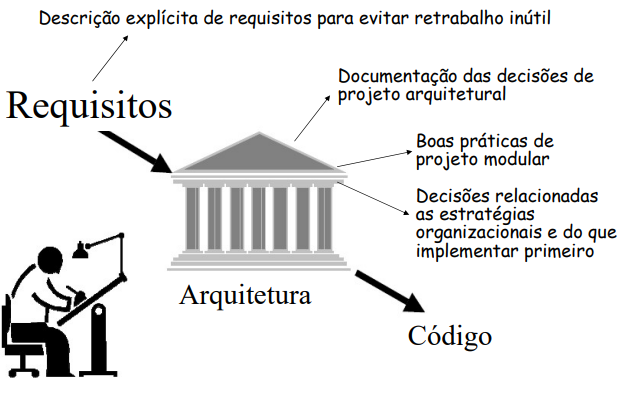 Descrição explícita de requisitos para evitar retrabalho inútil
Requisitos
Documentação das decisões de
projeto arquitetural
Boas práticas de
projeto modular
Decisões relacionadas
as estratégias
organizacionais e do que
implementar primeiro
Arquitetura
Código